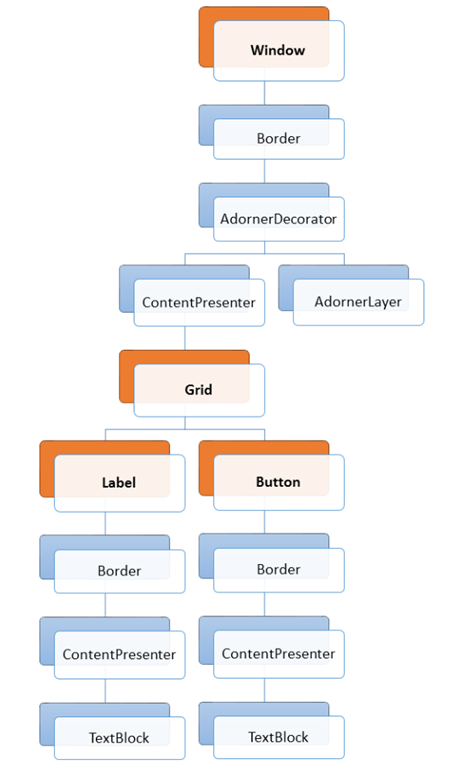 Window
Border
AdornerDecorator
ContentPresenter
AdornerLayer
Grid
Label
Button
Border
Border
ContentPresenter
ContentPresenter
TextBlock
TextBlock